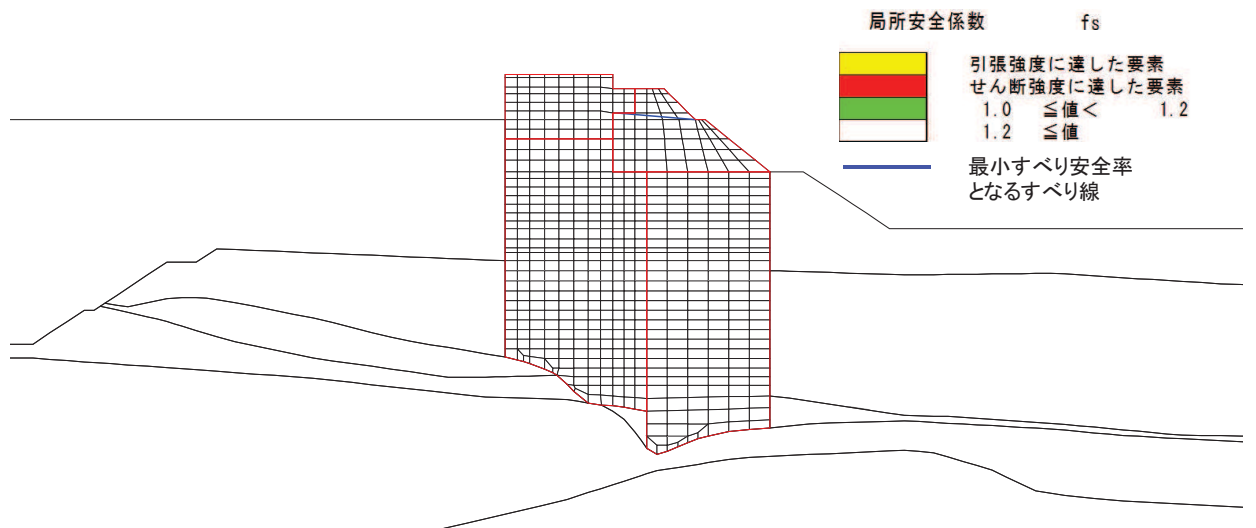 局所安全係数 fs
引張強度に達した要素
せん断強度に達した要素
1.0 ≦値< 1.2
1.2 ≦値
最小すべり安全率
となるすべり線